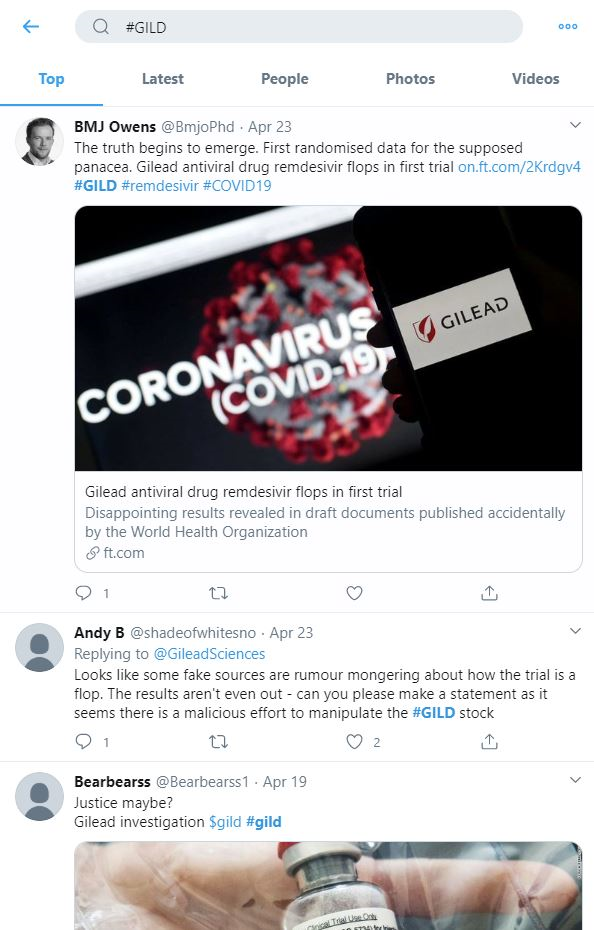 #GILD
Top Latest People Photos Videos
BMJ Owens @BmjoPhd · Apr 23
The truth begins to emerge. First randomised data for the supposed
panacea. Gilead antiviral drug remdesivir flops in first trial on.ft.com/2Krdgv4
#GILD #remdesivir #COVID19
CORONAVIRUS
(COVID-19)
GILEAD
Gilead antiviral drug remdesivir flops in first trial
Disappointing results revealed in draft documents published accidentally
by the World Health Organization
ft.com
1
Andy B @shadeofwhitesno · Apr 23
Replying to @GileadSciences
Looks like some fake sources are rumour mongering about how the trial is a
flop. The results aren't even out - can you please make a statement as it
seems there is a malicious effort to manipulate the #GILD stock
1 2
Bearbearss @Bearbearss1 · Apr 19
Justice maybe?
Gilead investigation $gild #gild
Clinical Trial Use Only